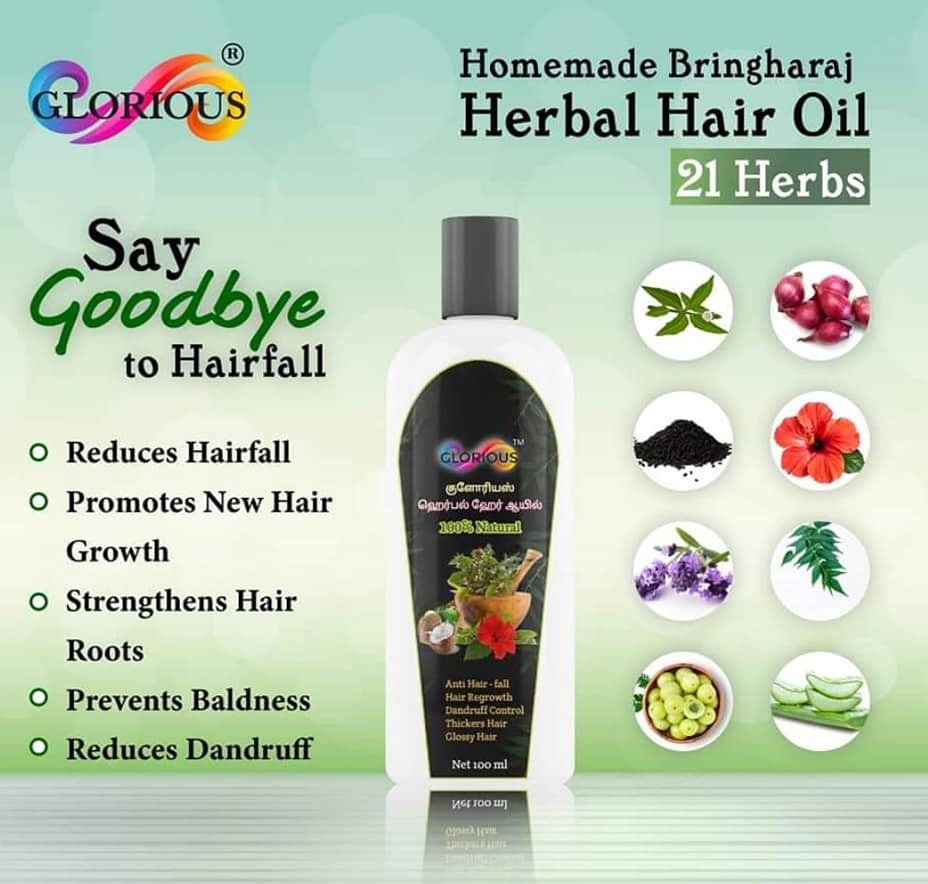 GLORIOUS®
Homemade Bringharaj
Herbal Hair Oil
21 Herbs
Say
Goodbye
to Hairfall
Reduces Hairfall
Promotes New Hair
Growth
Strengthens Hair
Roots
Prevents Baldness
Reduces Dandruff
GLORIOUS™
குளோரியஸ்
ஹெர்பல் ஹேர் ஆயில்
100% Natural
Anti Hair - fall
Hair Regrowth
Dandruff Control
Thickers Hair
Glossy Hair
Net 100 ml